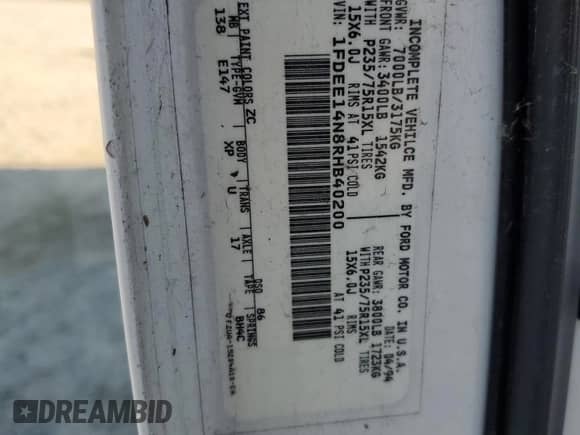 INCOMPLETE VEHILCE MFD. BY FORD MOTOR CO. IN U.S.A.
DATE: 04/94
GVWR: 7000LB/3175KG
FRONT GAWR: 3400LB 1542KG
REAR GAWR: 3800LB 1723KG
WITH P235/75R15XL TIRES
WITH P235/75R15XL TIRES
15X6.0J RIMS AT 41 PSI COLD
15X6.0J RIMS AT 41 PSI COLD
VIN: 1FDEE14N8RHB40200
EXT PAINT COLORS ZC
DSO 86
WB TYPE-GVW BODY TRANS AXLE TAPE SPRINGS
138 E147 XP U 17 BH4C
DREAMBID